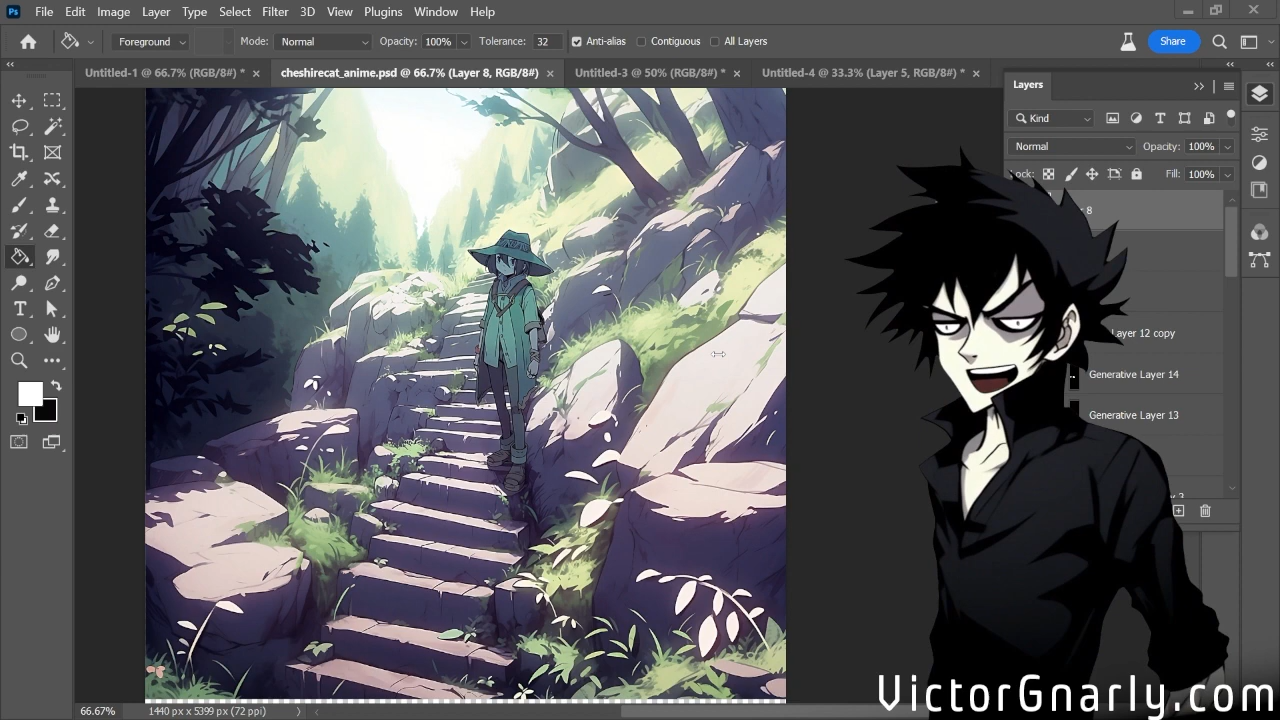 Ps File Edit Image Layer Type Select Filter 3D View Plugins Window Help
Foreground Mode: Normal Opacity: 100% Tolerance: 32 Anti-alias Contiguous All Layers Share
Untitled-1 @ 66.7% (RGB/8#) * × cheshirecat_anime.psd @ 66.7% (Layer 8, RGB/8#) × Untitled-3 @ 50% (RGB/8#) * × Untitled-4 @ 33.3% (Layer 5, RGB/8#) * ×
Layers
Kind
Normal Opacity: 100%
Lock: Fill: 100%
8
Layer 12 copy
Generative Layer 14
Generative Layer 13
66.67% 1440 px x 5399 px (72 ppi)
VictorGnarly.com